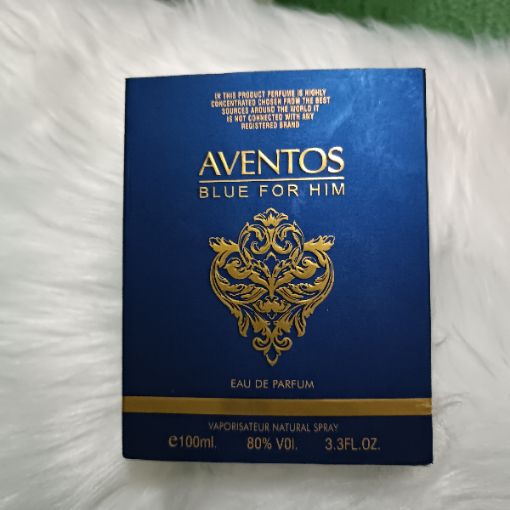 IN THIS PRODUCT PERFUME IS HIGHLY
CONCENTRATED CHOSEN FROM THE BEST
SOURCES AROUND THE WORLD IT
IS NOT CONNECTED WITH ANY
REGISTERED BRAND
AVENTOS
BLUE FOR HIM
EAU DE PARFUM
VAPORISATEUR NATURAL SPRAY
e100ml. 80% VOl. 3.3FL.OZ.